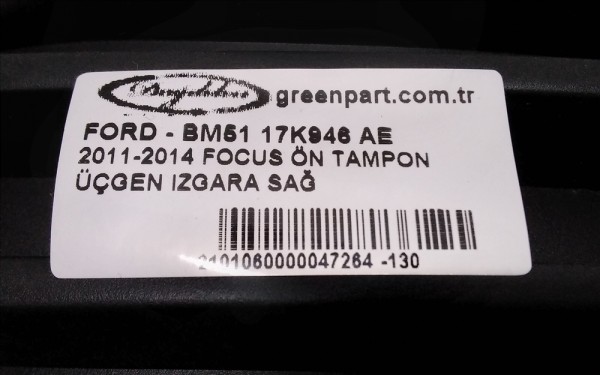 greenpart.com.tr
FORD - BM51 17K946 AE
2011-2014 FOCUS ÖN TAMPON
ÜÇGEN IZGARA SAĞ
2101060000047264 -130